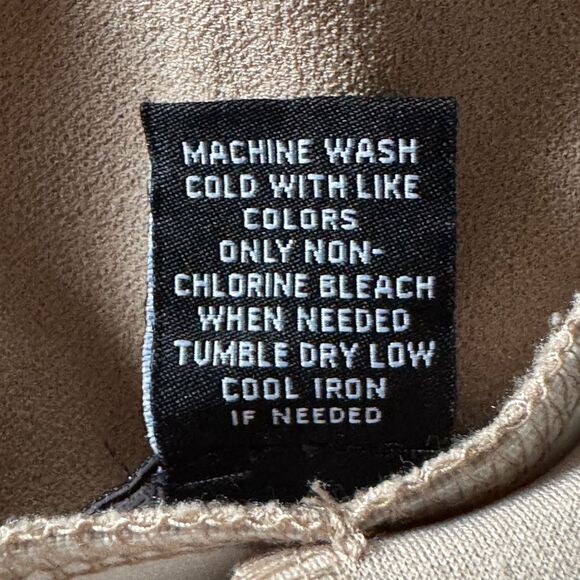 MACHINE WASH
COLD WITH LIKE
COLORS
ONLY NON-
CHLORINE BLEACH
WHEN NEEDED
TUMBLE DRY LOW
COOL IRON
IF NEEDED